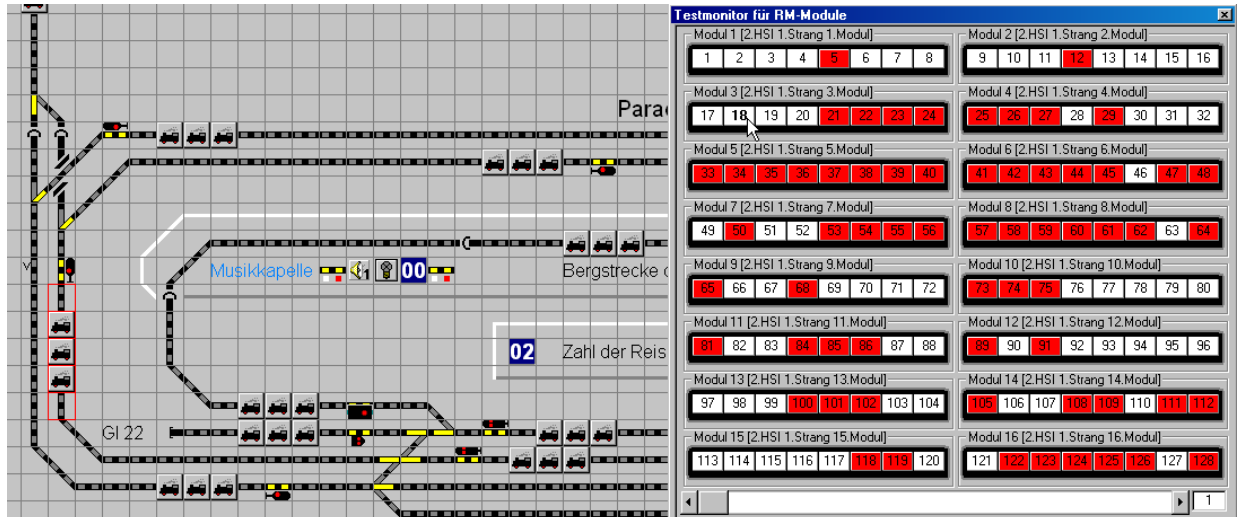 Parad
Musikkapelle 1 00
Bergstrecke
02 Zahl der Reis
Gl 22
Testmonitor für RM-Module
Modul 1 [2.HSI 1.Strang 1.Modul]
1 2 3 4 5 6 7 8
Modul 2 [2.HSI 1.Strang 2.Modul]
9 10 11 12 13 14 15 16
Modul 3 [2.HSI 1.Strang 3.Modul]
17 18 19 20 21 22 23 24
Modul 4 [2.HSI 1.Strang 4.Modul]
25 26 27 28 29 30 31 32
Modul 5 [2.HSI 1.Strang 5.Modul]
33 34 35 36 37 38 39 40
Modul 6 [2.HSI 1.Strang 6.Modul]
41 42 43 44 45 46 47 48
Modul 7 [2.HSI 1.Strang 7.Modul]
49 50 51 52 53 54 55 56
Modul 8 [2.HSI 1.Strang 8.Modul]
57 58 59 60 61 62 63 64
Modul 9 [2.HSI 1.Strang 9.Modul]
65 66 67 68 69 70 71 72
Modul 10 [2.HSI 1.Strang 10.Modul]
73 74 75 76 77 78 79 80
Modul 11 [2.HSI 1.Strang 11.Modul]
81 82 83 84 85 86 87 88
Modul 12 [2.HSI 1.Strang 12.Modul]
89 90 91 92 93 94 95 96
Modul 13 [2.HSI 1.Strang 13.Modul]
97 98 99 100 101 102 103 104
Modul 14 [2.HSI 1.Strang 14.Modul]
105 106 107 108 109 110 111 112
Modul 15 [2.HSI 1.Strang 15.Modul]
113 114 115 116 117 118 119 120
Modul 16 [2.HSI 1.Strang 16.Modul]
121 122 123 124 125 126 127 128
1